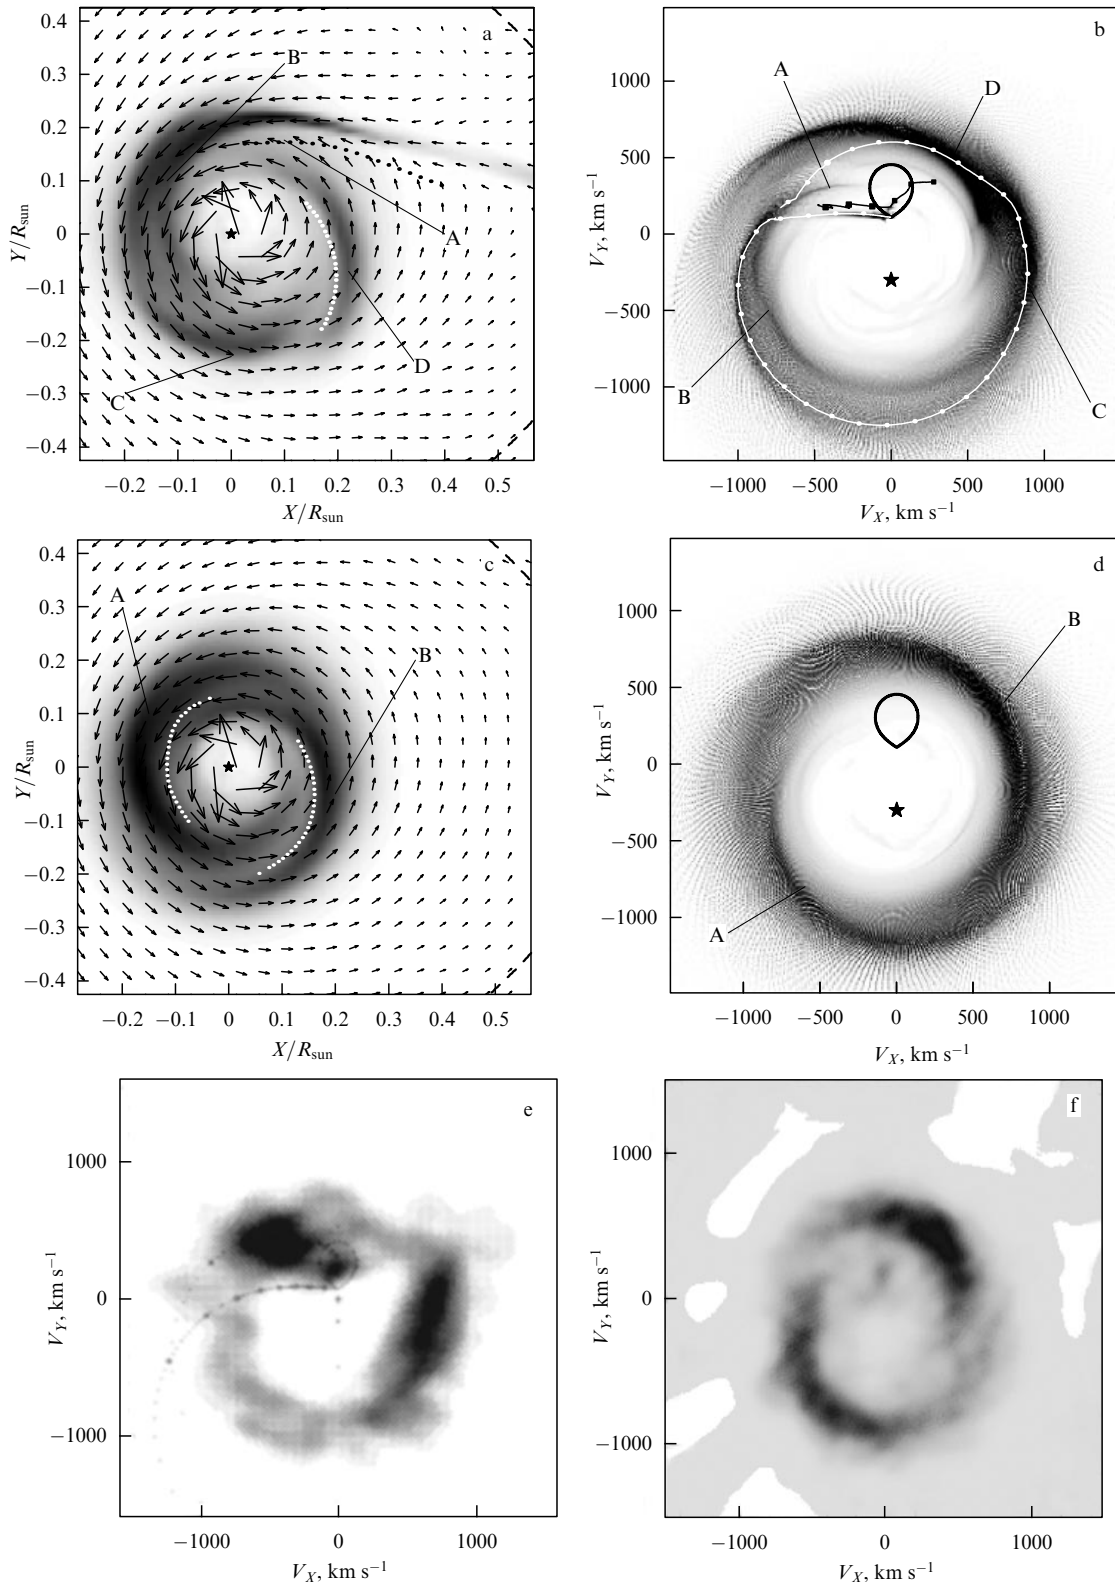 a
0.4
0.3
0.2
0.1
0
−0.1
−0.2
−0.3
−0.4
Y/R_sun
B
A
D
C
−0.2 −0.1 0 0.1 0.2 0.3 0.4 0.5
X/R_sun
b
1000
500
0
−500
−1000
V_Y, km s⁻¹
A
D
B
C
−1000 −500 0 500 1000
V_X, km s⁻¹
c
0.4
0.3
0.2
0.1
0
−0.1
−0.2
−0.3
−0.4
Y/R_sun
A
B
−0.2 −0.1 0 0.1 0.2 0.3 0.4 0.5
X/R_sun
d
1000
500
0
−500
−1000
V_Y, km s⁻¹
B
A
−1000 −500 0 500 1000
V_X, km s⁻¹
e
1000
0
−1000
V_Y, km s⁻¹
−1000 0 1000
V_X, km s⁻¹
f
1000
0
−1000
V_Y, km s⁻¹
−1000 0 1000
V_X, km s⁻¹